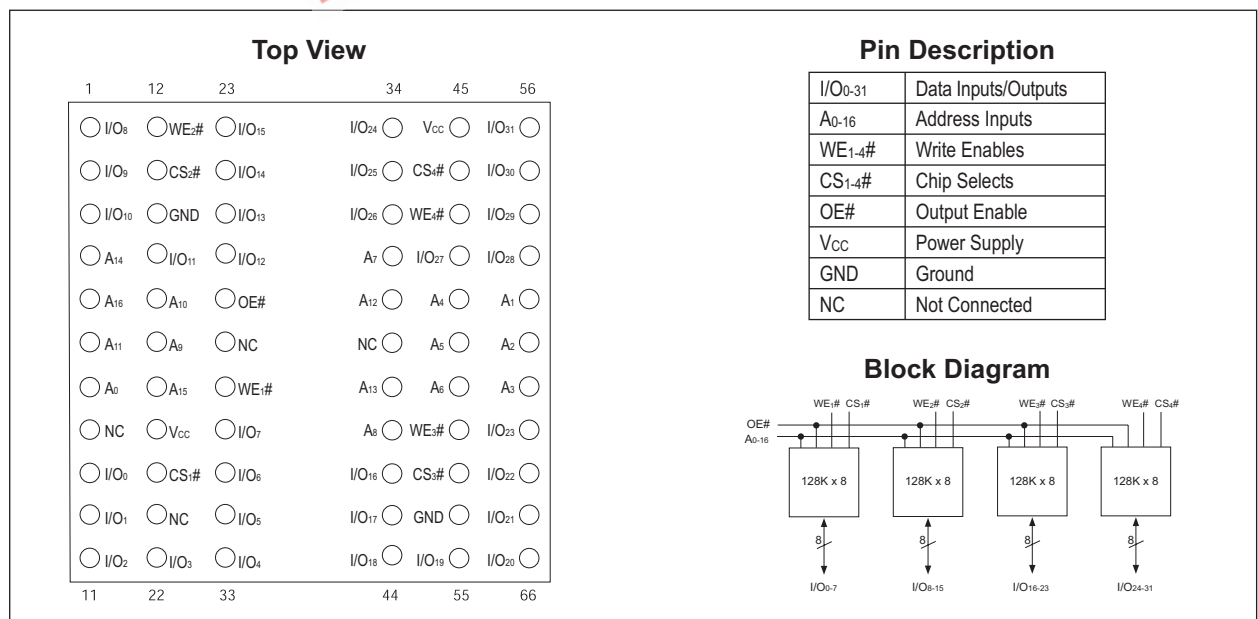 Top View
1 12 23 34 45 56
I/O8 WE2# I/O15 I/O24 VCC I/O31
I/O9 CS2# I/O14 I/O25 CS4# I/O30
I/O10 GND I/O13 I/O26 WE4# I/O29
A14 I/O11 I/O12 A7 I/O27 I/O28
A16 A10 OE# A12 A4 A1
A11 A9 NC NC A5 A2
A0 A15 WE1# A13 A6 A3
NC VCC I/O7 A8 WE3# I/O23
I/O0 CS1# I/O6 I/O16 CS3# I/O22
I/O1 NC I/O5 I/O17 GND I/O21
I/O2 I/O3 I/O4 I/O18 I/O19 I/O20
11 22 33 44 55 66
Pin Description
I/O0-31 Data Inputs/Outputs
A0-16 Address Inputs
WE1-4# Write Enables
CS1-4# Chip Selects
OE# Output Enable
VCC Power Supply
GND Ground
NC Not Connected
Block Diagram
WE1# CS1# WE2# CS2# WE3# CS3# WE4# CS4#
OE#
A0-16
128K x 8 128K x 8 128K x 8 128K x 8
8 8 8 8
I/O0-7 I/O8-15 I/O16-23 I/O24-31